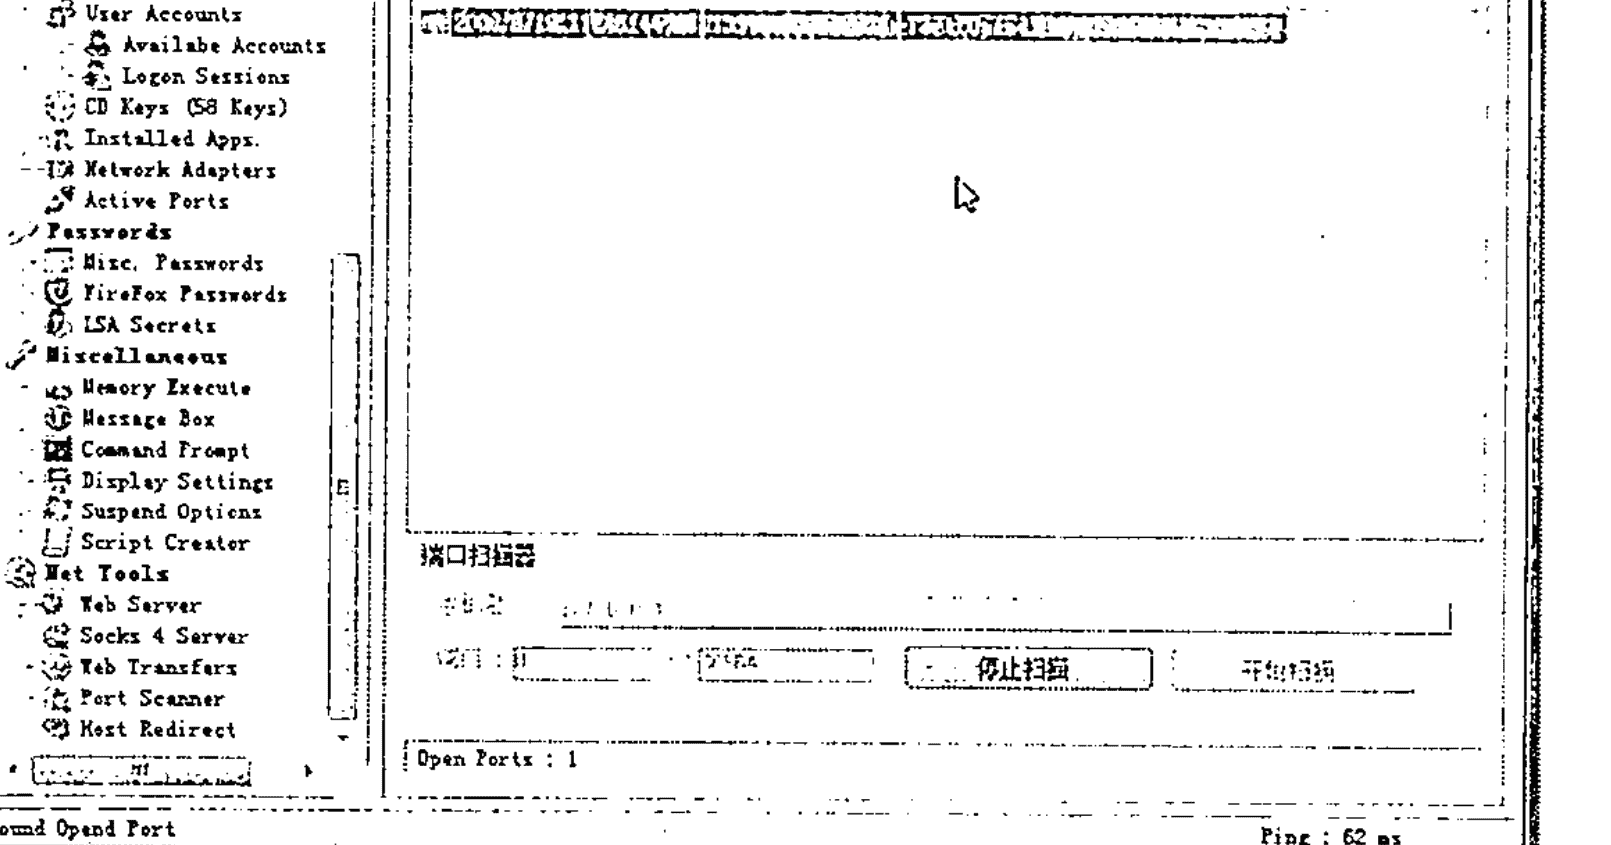 User Accounts
Availabe Accounts
Logon Sessions
CD Keys (58 Keys)
Installed Apps.
Network Adapters
Active Ports
Passwords
Misc. Passwords
FireFox Passwords
LSA Secrets
Miscellaneous
Memory Execute
Message Box
Command Prompt
Display Settings
Suspend Options
Script Creator
Net Tools
Web Server
Socks 4 Server
Web Transfers
Port Scanner
Host Redirect
端口扫描器
停止扫描
开始扫描
Open Ports : 1
ound Opend Port
Ping : 62 ms